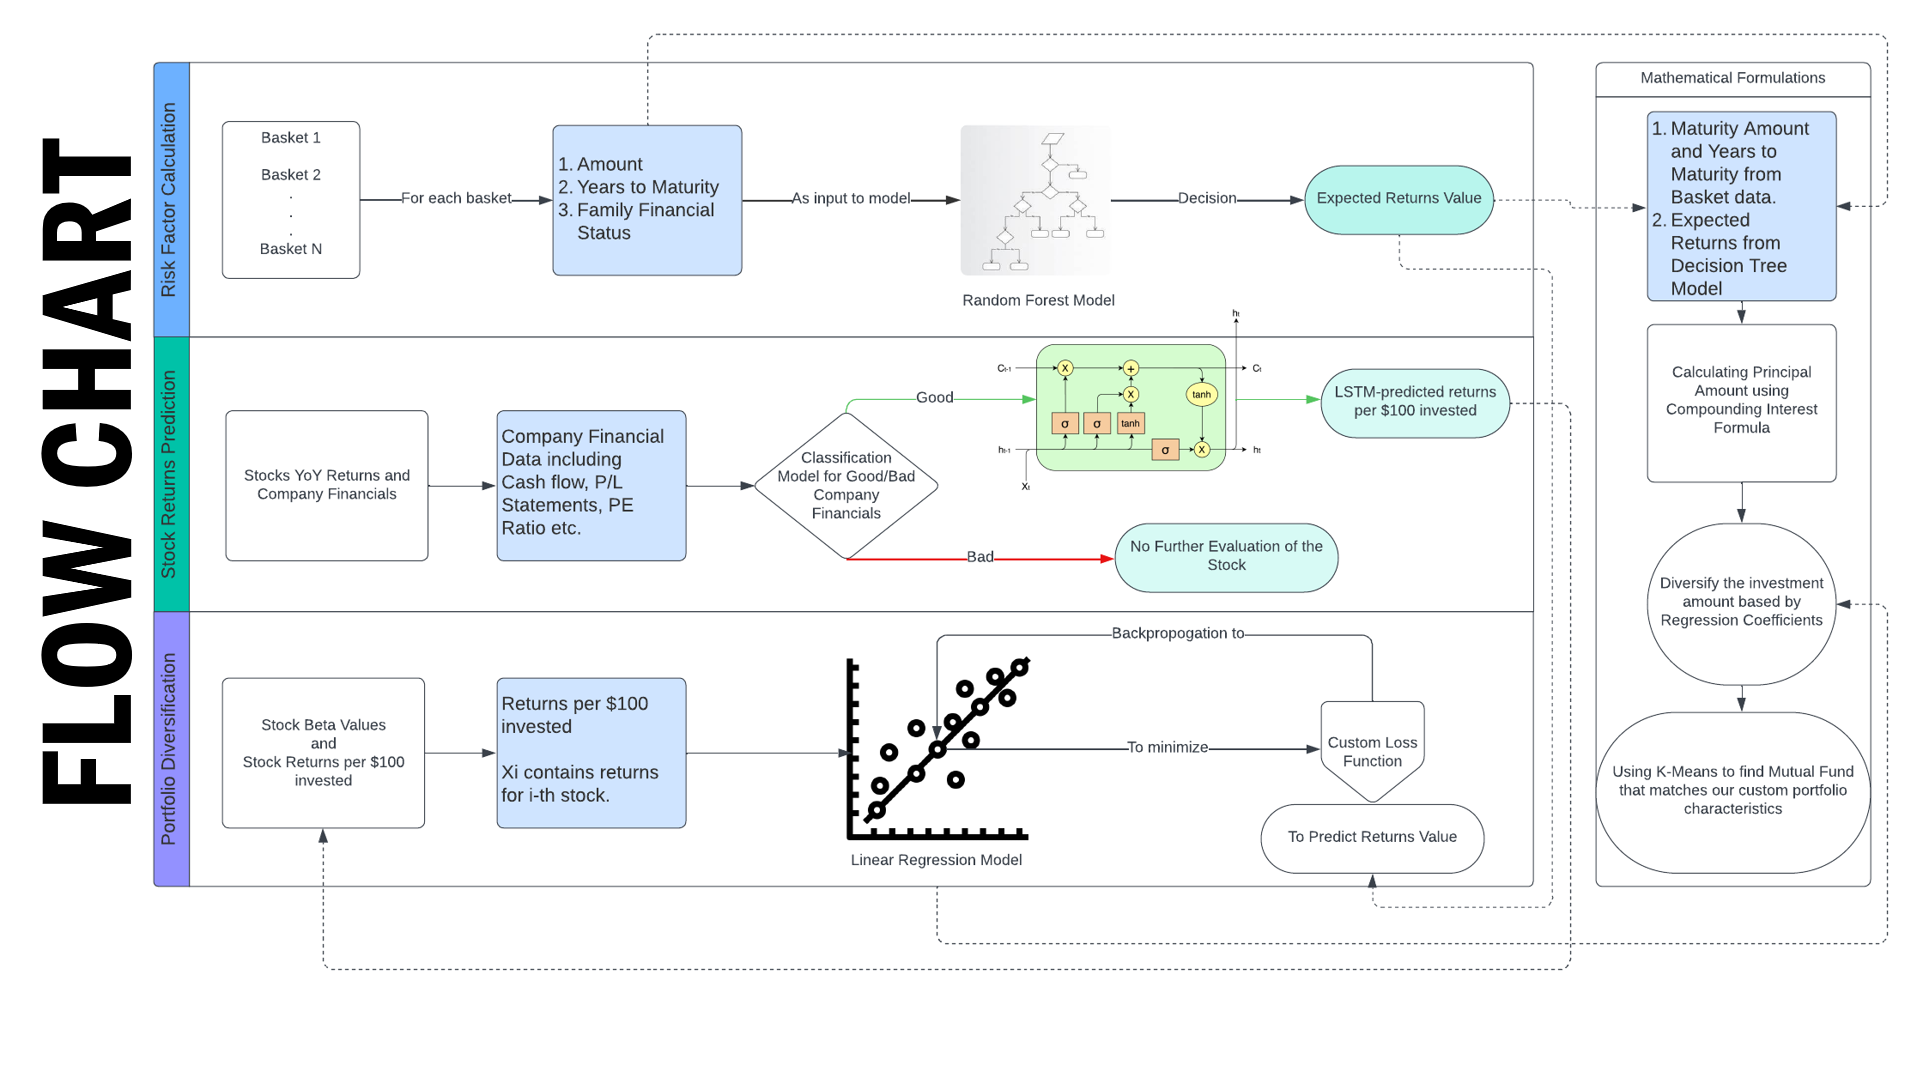 FLOW CHART
Risk Factor Calculation
Basket 1
Basket 2
.
.
.
Basket N
For each basket
1. Amount
2. Years to Maturity
3. Family Financial
Status
As input to model
Random Forest Model
Decision
Expected Returns Value
Stock Returns Prediction
Stocks YoY Returns and
Company Financials
Company Financial
Data including
Cash flow, P/L
Statements, PE
Ratio etc.
Classification
Model for Good/Bad
Company
Financials
Good
Bad
hₜ
Cₜ₋₁
X
+
Cₜ
X
tanh
σ
σ
tanh
hₜ₋₁
σ
X
hₜ
Xₜ
LSTM-predicted returns
per $100 invested
No Further Evaluation of the
Stock
Portfolio Diversification
Stock Beta Values
and
Stock Returns per $100
invested
Returns per $100
invested
Xi contains returns
for i-th stock.
Linear Regression Model
Backpropogation to
To minimize
Custom Loss
Function
To Predict Returns Value
Mathematical Formulations
1. Maturity Amount
and Years to
Maturity from
Basket data.
2. Expected
Returns from
Decision Tree
Model
Calculating Principal
Amount using
Compounding Interest
Formula
Diversify the investment
amount based by
Regression Coefficients
Using K-Means to find Mutual Fund
that matches our custom portfolio
characteristics